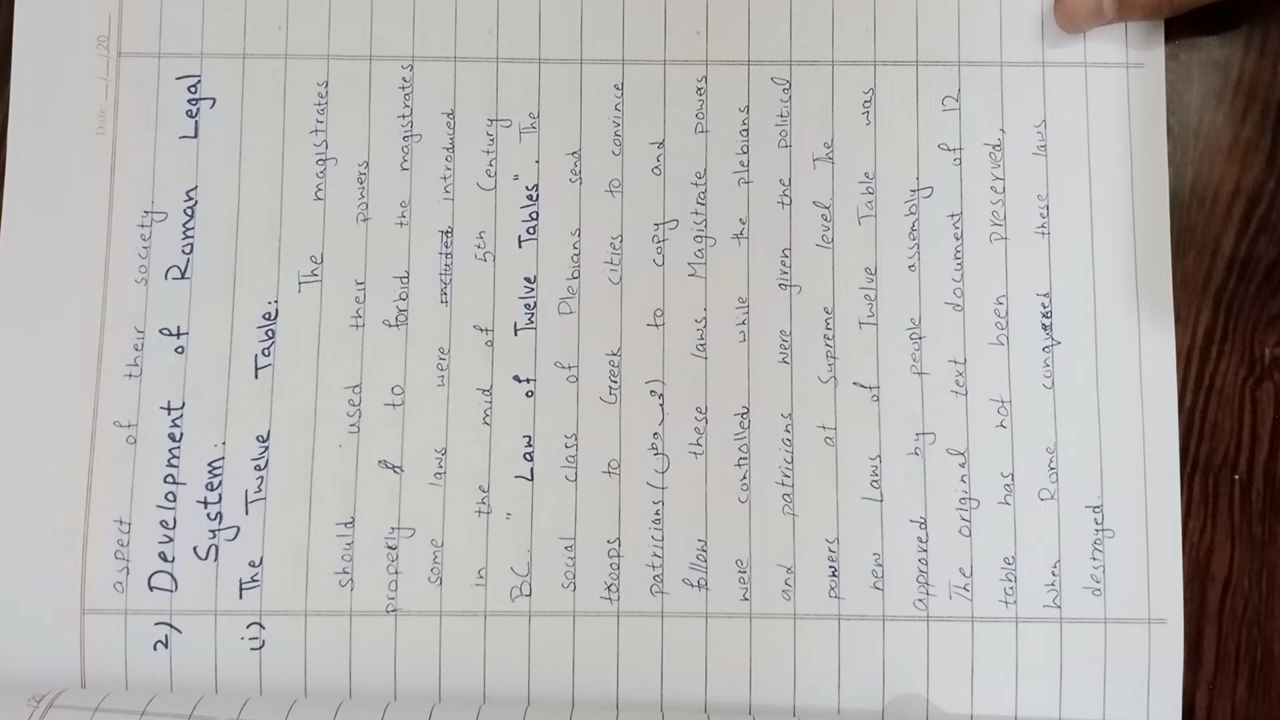 Date __/__/20
aspect of their society.
2) Development of Roman Legal
System:
(i) The Twelve Table:
The magistrates
should used their powers
properly & to forbid the magistrates
some laws were included introduced
in the mid of 5th Century
BC. "Law of Twelve Tables". The
social class of Plebians send
troops to Greek cities to convince
patricians ( ) to copy and
follow these laws. Magistrate powers
were controlled while the plebians
and patricians were given the political
powers at Supreme level. The
new Laws of Twelve Table was
approved by people assembly.
The original text document of 12
table has not been preserved,
When Rome conquered these laws
destroyed.